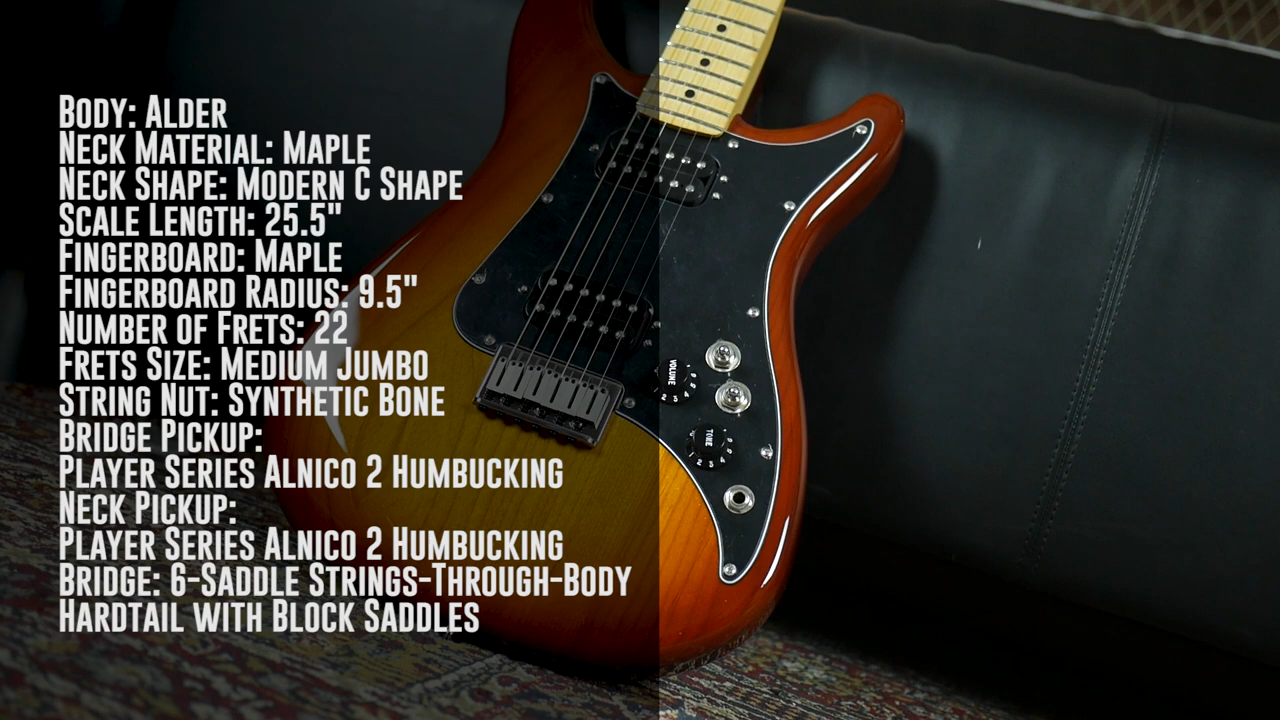 Body: Alder
Neck Material: Maple
Neck Shape: Modern C Shape
Scale Length: 25.5"
Fingerboard: Maple
Fingerboard Radius: 9.5"
Number of Frets: 22
Frets Size: Medium Jumbo
String Nut: Synthetic Bone
Bridge Pickup:
Player Series Alnico 2 Humbucking
Neck Pickup:
Player Series Alnico 2 Humbucking
Bridge: 6-Saddle Strings-Through-Body
Hardtail with Block Saddles
VOLUME
TONE